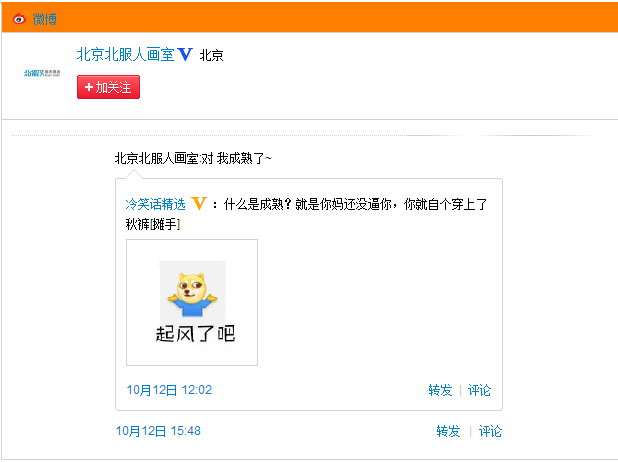 微博
北京北服人画室 V 北京
+加关注
北京北服人画室:对 我成熟了~
冷笑话精选 V ：什么是成熟？就是你妈还没逼你，你就自个穿上了
秋裤[摊手]
起风了吧
10月12日 12:02 转发 | 评论
10月12日 15:48 转发 | 评论